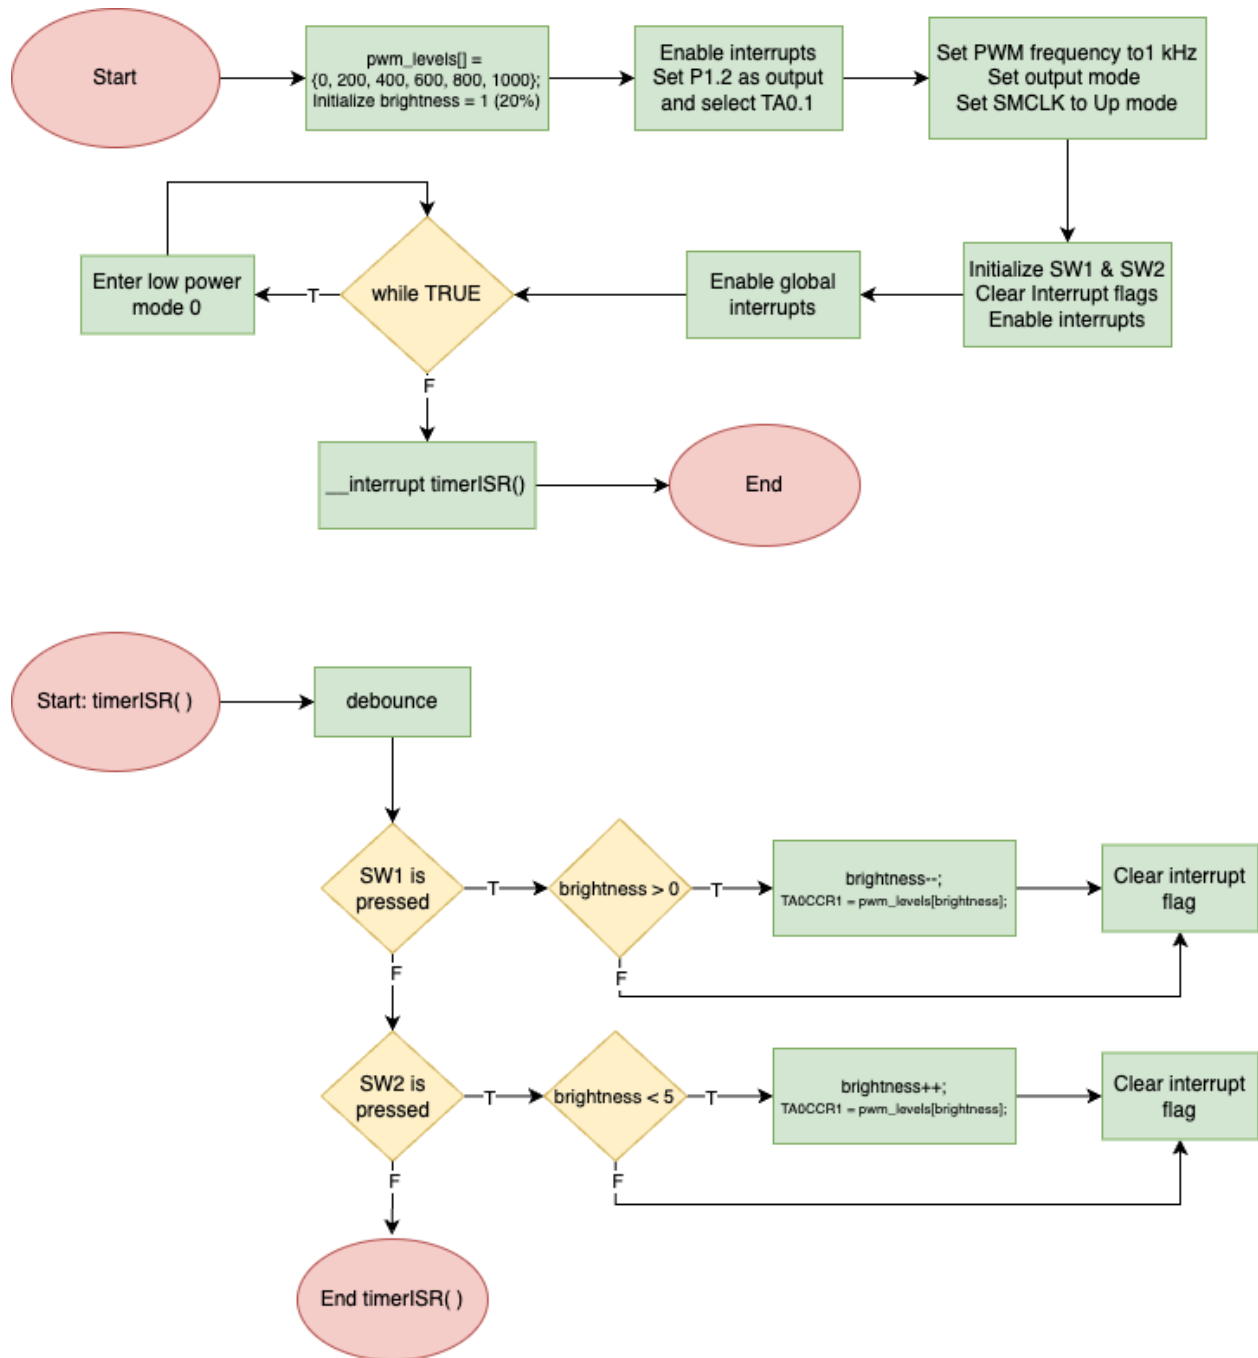 Start
pwm_levels[] =
{0, 200, 400, 600, 800, 1000};
Initialize brightness = 1 (20%)
Enable interrupts
Set P1.2 as output
and select TA0.1
Set PWM frequency to1 kHz
Set output mode
Set SMCLK to Up mode
Enter low power
mode 0
T
while TRUE
Enable global
interrupts
Initialize SW1 & SW2
Clear Interrupt flags
Enable interrupts
F
__interrupt timerISR()
End
Start: timerISR( )
debounce
SW1 is
pressed
T
brightness > 0
T
brightness--;
TA0CCR1 = pwm_levels[brightness];
Clear interrupt
flag
F
F
SW2 is
pressed
T
brightness < 5
T
brightness++;
TA0CCR1 = pwm_levels[brightness];
Clear interrupt
flag
F
F
End timerISR( )